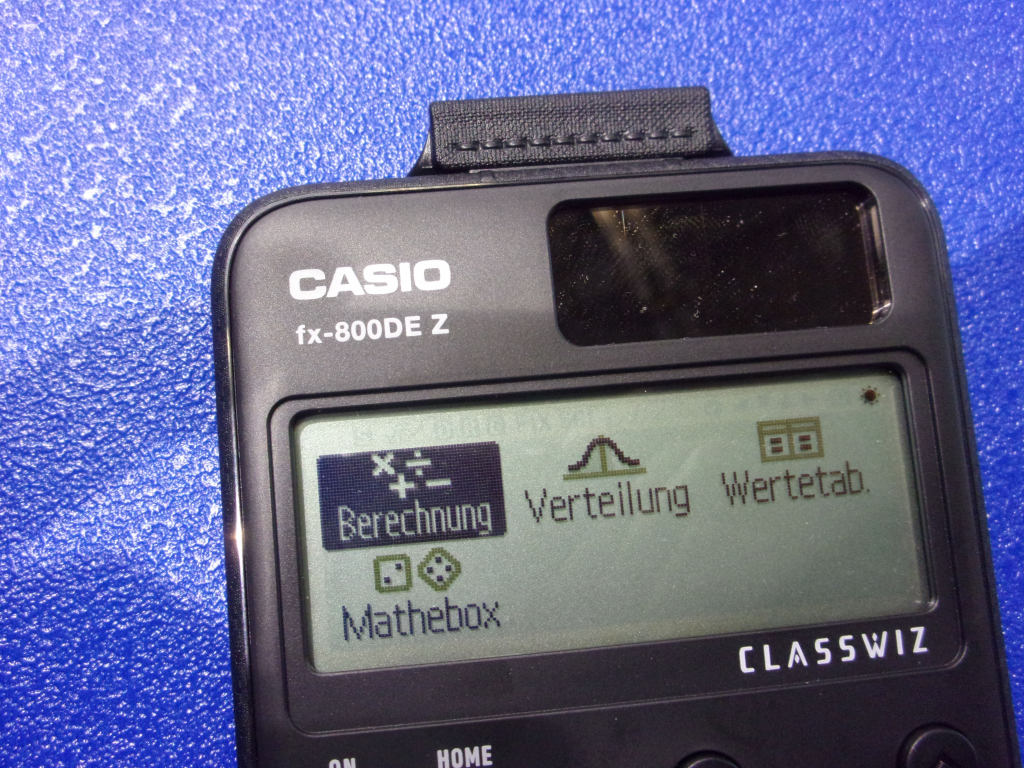 CASIO
fx-800DE Z
Berechnung
Verteilung
Wertetab.
Mathebox
CLASSWIZ
ON
HOME